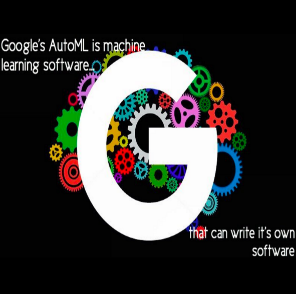 Google's AutoML is machine
learning software...
G
that can write it's own
software